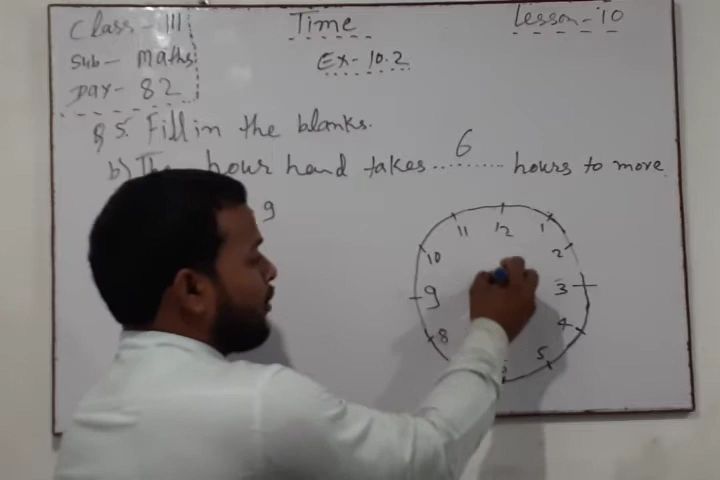 Class - III
Sub - Maths
Day - 82
Time
Ex - 10.2
Lesson - 10
Q 5. Fill in the blanks.
b) The hour hand takes ... 6 ... hours to move
9
11 12 1
10 2
9 3
8 4
5